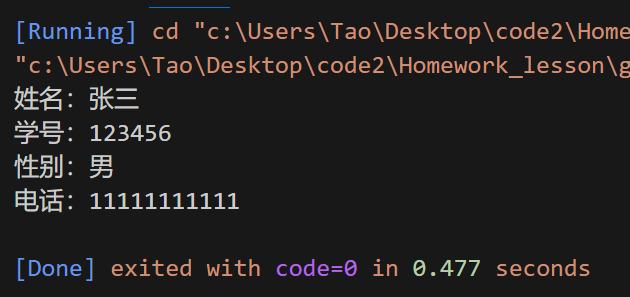 [Running] cd "c:\Users\Tao\Desktop\code2\Home
"c:\Users\Tao\Desktop\code2\Homework_lesson\g
姓名：张三
学号：123456
性别：男
电话：11111111111
[Done] exited with code=0 in 0.477 seconds